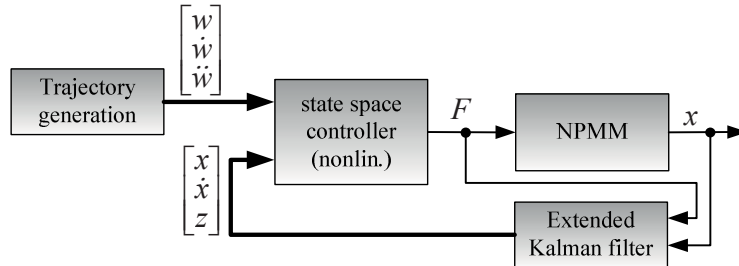 w
ẇ
ẅ
Trajectory
generation
state space
controller
(nonlin.)
F
NPMM
x
x
ẋ
z
Extended
Kalman filter